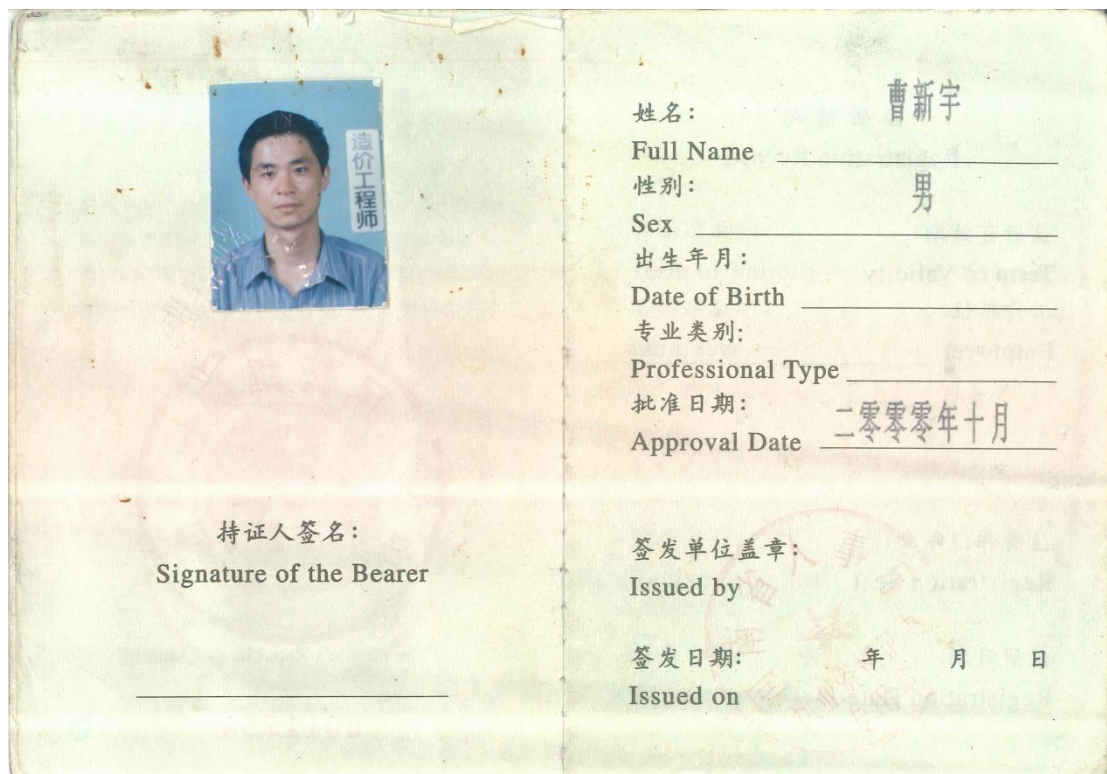 造价工程师
持证人签名:
Signature of the Bearer
姓名: 曹新宇
Full Name
性别: 男
Sex
出生年月:
Date of Birth
专业类别:
Professional Type
批准日期: 二零零零年十月
Approval Date
签发单位盖章:
Issued by
签发日期: 年 月 日
Issued on